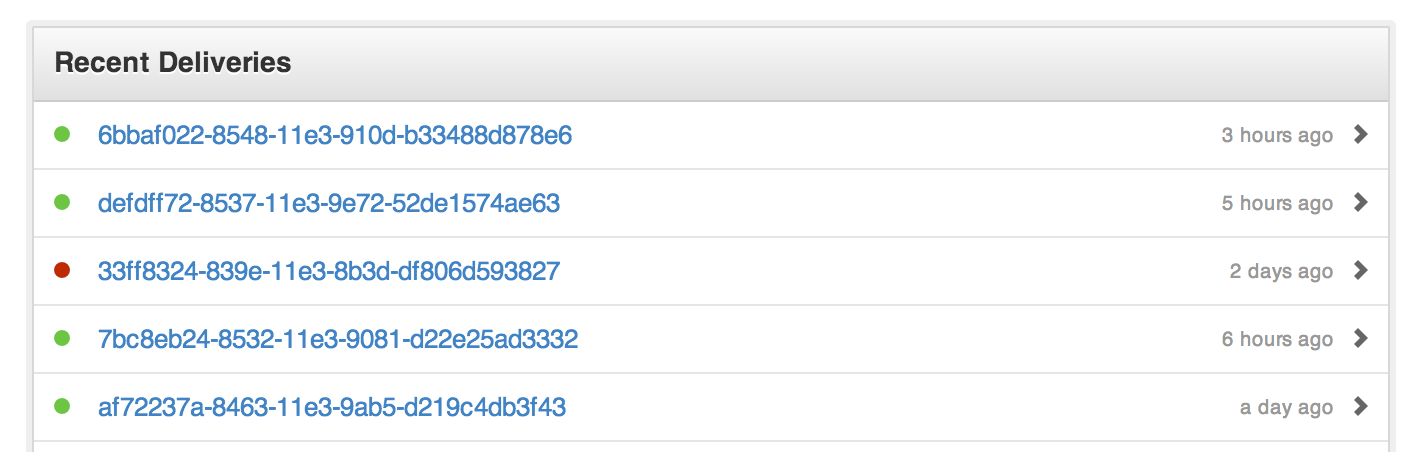 Recent Deliveries
6bbaf022-8548-11e3-910d-b33488d878e6 3 hours ago
defdff72-8537-11e3-9e72-52de1574ae63 5 hours ago
33ff8324-839e-11e3-8b3d-df806d593827 2 days ago
7bc8eb24-8532-11e3-9081-d22e25ad3332 6 hours ago
af72237a-8463-11e3-9ab5-d219c4db3f43 a day ago